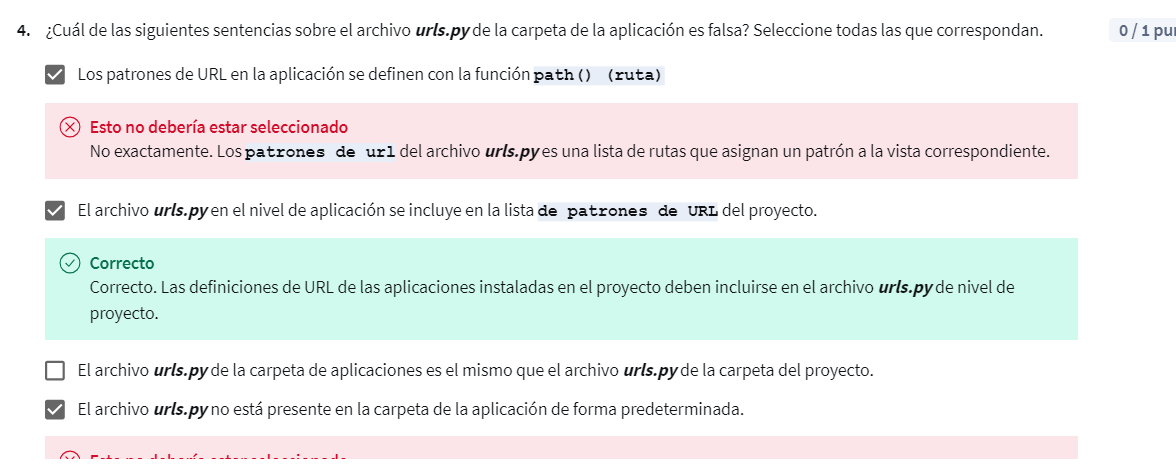 4. ¿Cuál de las siguientes sentencias sobre el archivo urls.py de la carpeta de la aplicación es falsa? Seleccione todas las que correspondan. 0 / 1 pu
Los patrones de URL en la aplicación se definen con la función path() (ruta)
Esto no debería estar seleccionado
No exactamente. Los patrones de url del archivo urls.py es una lista de rutas que asignan un patrón a la vista correspondiente.
El archivo urls.py en el nivel de aplicación se incluye en la lista de patrones de URL del proyecto.
Correcto
Correcto. Las definiciones de URL de las aplicaciones instaladas en el proyecto deben incluirse en el archivo urls.py de nivel de
proyecto.
El archivo urls.py de la carpeta de aplicaciones es el mismo que el archivo urls.py de la carpeta del proyecto.
El archivo urls.py no está presente en la carpeta de la aplicación de forma predeterminada.